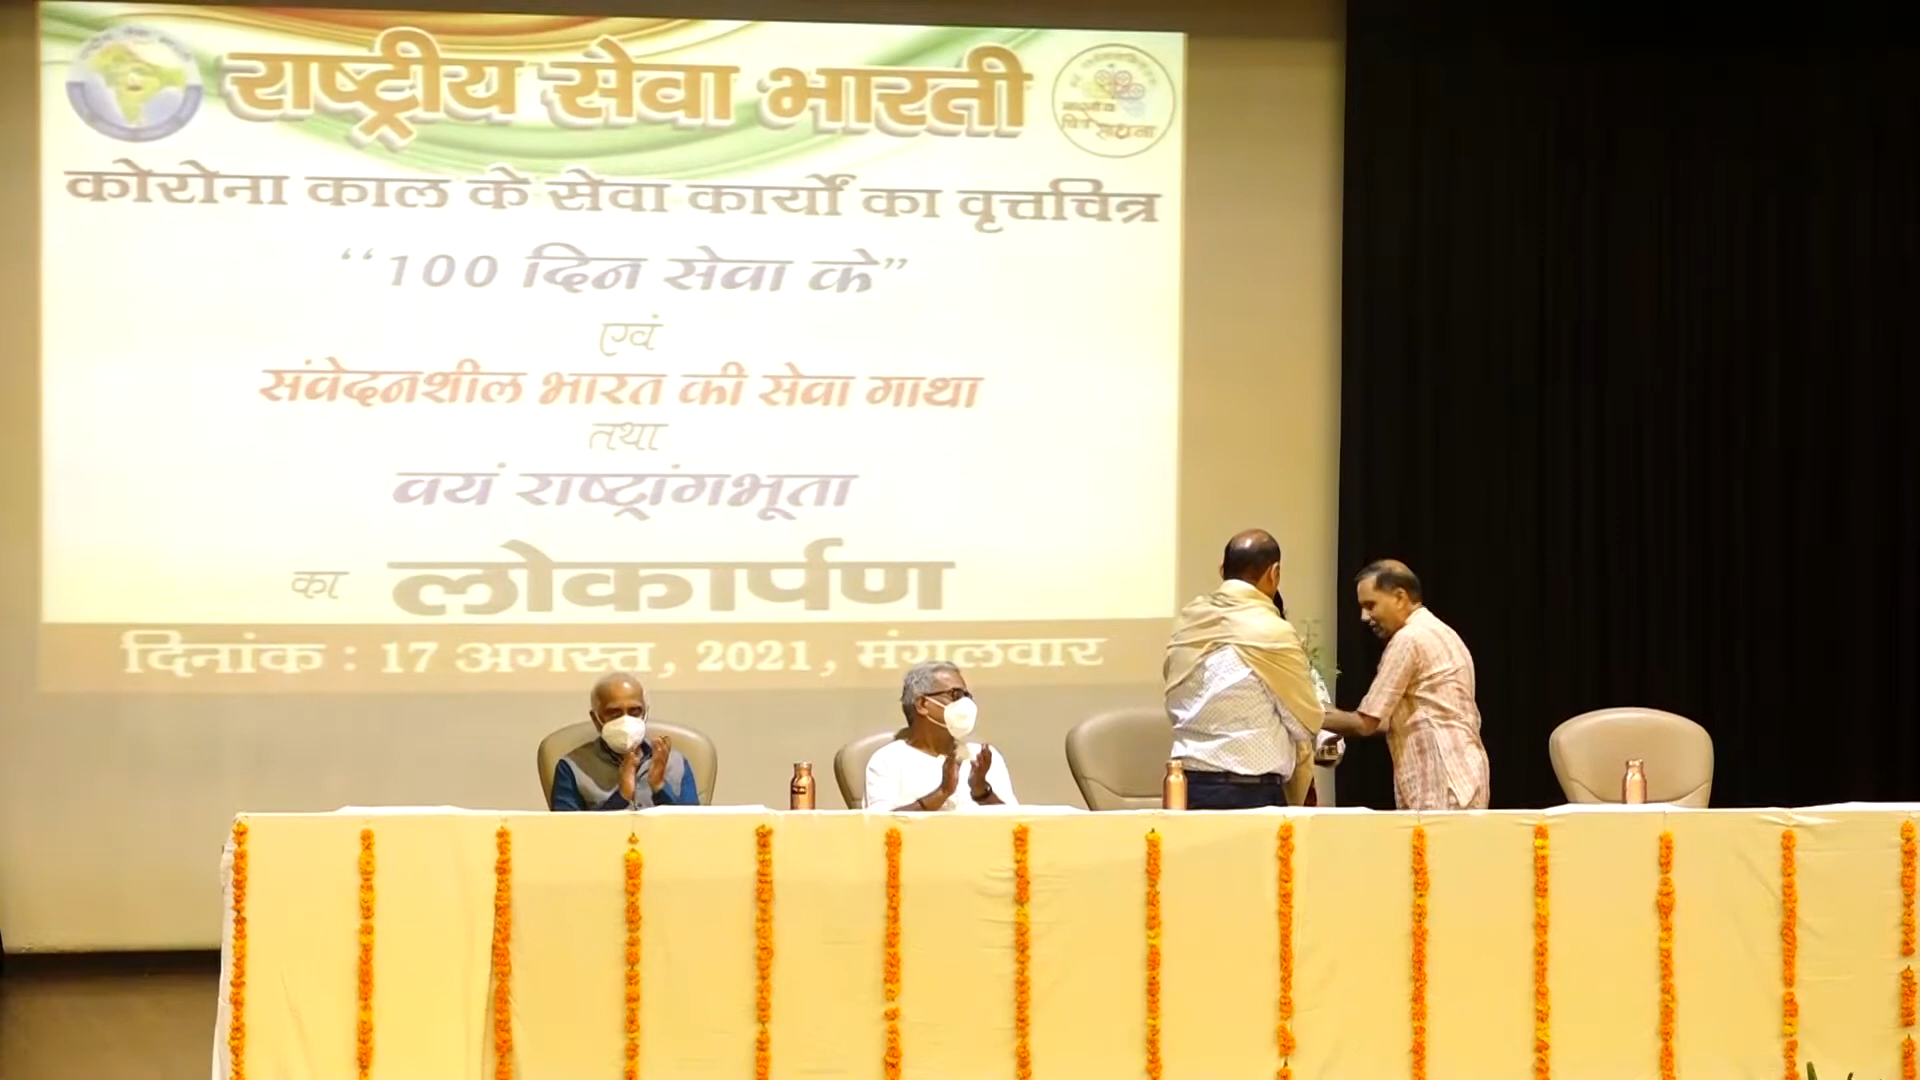 राष्ट्रीय सेवा भारती
कोरोना काल के सेवा कार्यों का वृत्तचित्र
‘‘100 दिन सेवा के”
एवं
संवेदनशील भारत की सेवा गाथा
तथा
वयं राष्ट्रांगभूता
का लोकार्पण
दिनांक : 17 अगस्त, 2021, मंगलवार